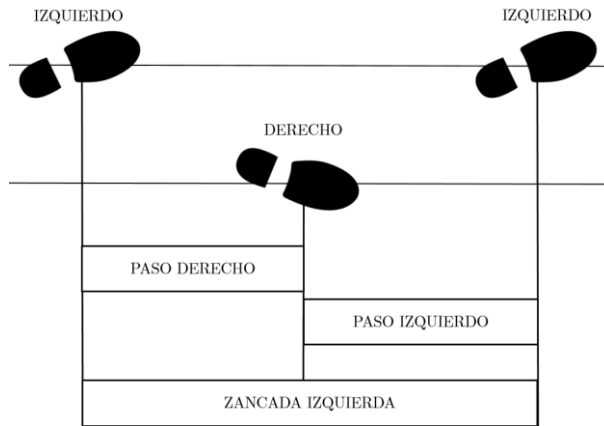 IZQUIERDO
IZQUIERDO
DERECHO
PASO DERECHO
PASO IZQUIERDO
ZANCADA IZQUIERDA